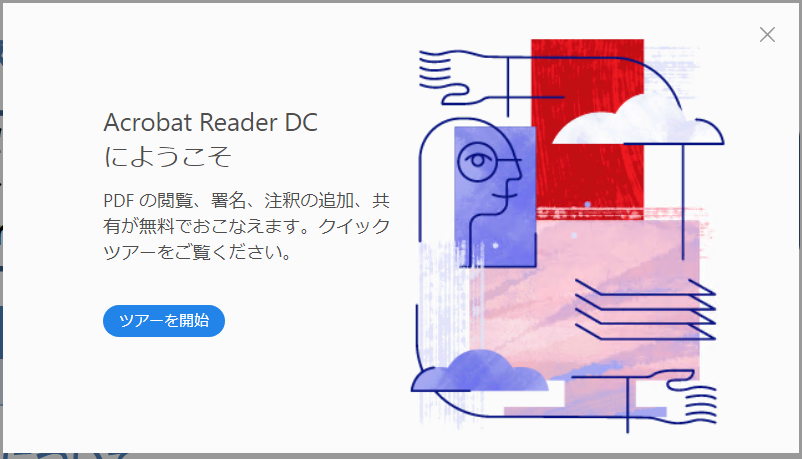 Acrobat Reader DC
にようこそ
PDF の閲覧、署名、注釈の追加、共
有が無料でおこなえます。クイック
ツアーをご覧ください。
ツアーを開始